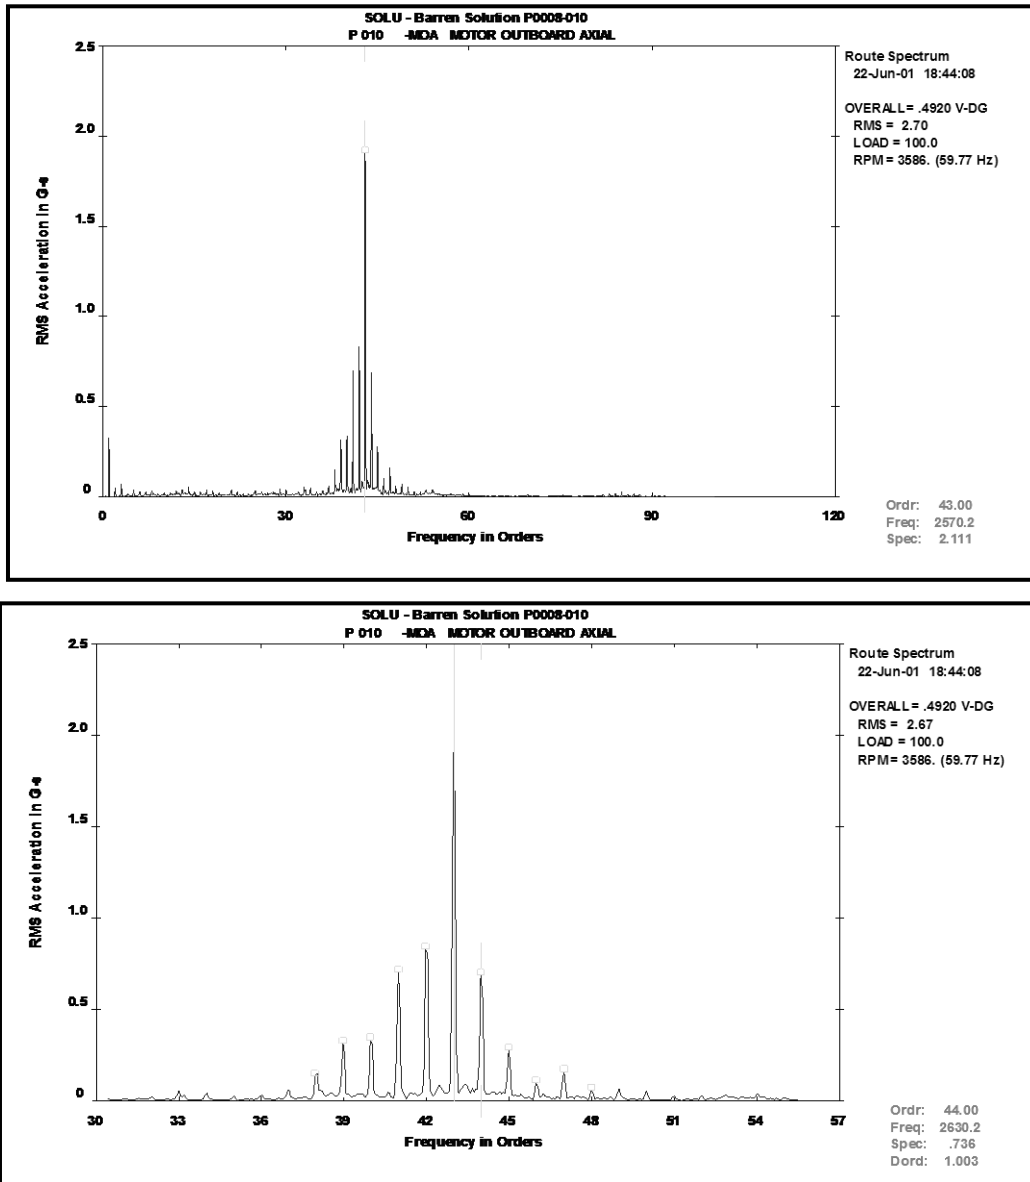 SOLU - Barren Solution P0008-010
P 010 -MOA MOTOR OUTBOARD AXIAL
Route Spectrum
22-Jun-01 18:44:08
OVERALL= .4920 V-DG
RMS = 2.70
LOAD = 100.0
RPM = 3586. (59.77 Hz)
RMS Acceleration in G-s
2.5
2.0
1.5
1.0
0.5
0
0 30 60 90 120
Frequency in Orders
Ordr: 43.00
Freq: 2570.2
Spec: 2.111
SOLU - Barren Solution P0008-010
P 010 -MOA MOTOR OUTBOARD AXIAL
Route Spectrum
22-Jun-01 18:44:08
OVERALL= .4920 V-DG
RMS = 2.67
LOAD = 100.0
RPM= 3586. (59.77 Hz)
RMS Acceleration in G-s
2.5
2.0
1.5
1.0
0.5
0
30 33 36 39 42 45 48 51 54 57
Frequency in Orders
Ordr: 44.00
Freq: 2630.2
Spec: .736
Dord: 1.003